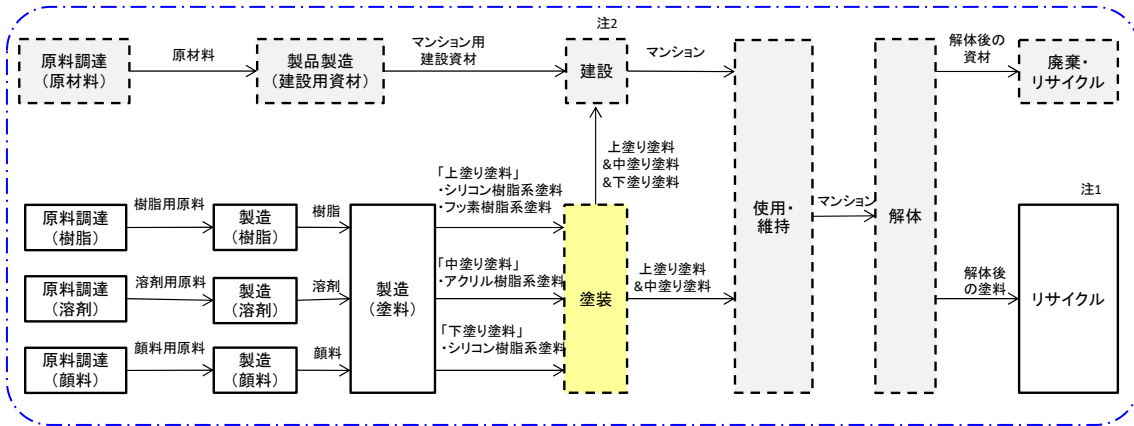 注2
原料調達
（原材料）
原材料
製品製造
（建設用資材）
マンション用
建設資材
建設
マンション
解体後の
資材
廃棄・
リサイクル
上塗り塗料
&中塗り塗料
&下塗り塗料
使用・
維持
マンション
解体
注1
原料調達
（樹脂）
樹脂用原料
製造
（樹脂）
樹脂
原料調達
（溶剤）
溶剤用原料
製造
（溶剤）
溶剤
原料調達
（顔料）
顔料用原料
製造
（顔料）
顔料
製造
（塗料）
「上塗り塗料」
・シリコン樹脂系塗料
・フッ素樹脂系塗料
「中塗り塗料」
・アクリル樹脂系塗料
「下塗り塗料」
・シリコン樹脂系塗料
塗装
上塗り塗料
&中塗り塗料
解体後
の塗料
リサイクル